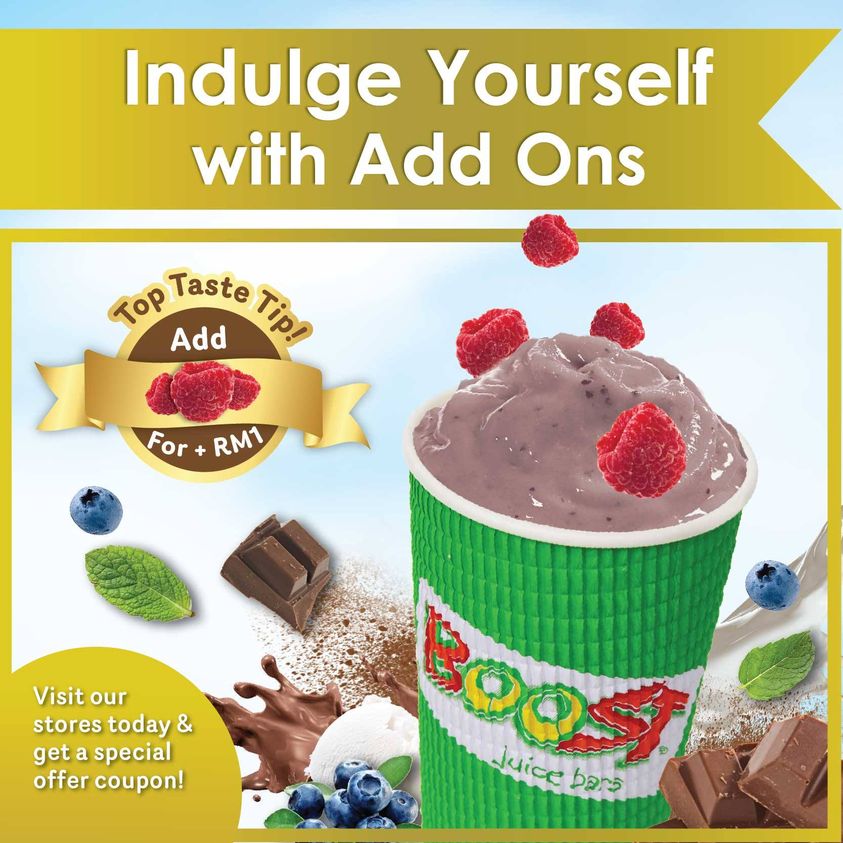 Indulge Yourself
with Add Ons
Top Taste Tip!
Add
For + RM1
Visit our
stores today &
get a special
offer coupon!
BOOST®
juice bars